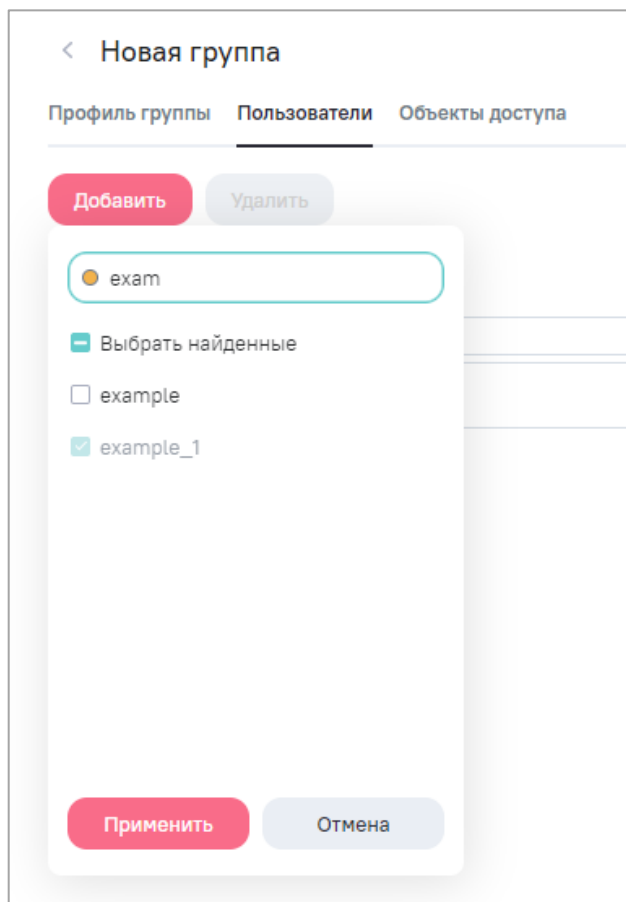 Новая группа
Профиль группы Пользователи Объекты доступа
Добавить Удалить
exam
Выбрать найденные
example
example_1
Применить Отмена